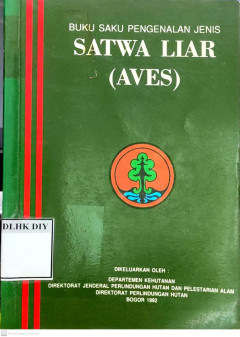 BUKU SAKU PENGENALAN JENIS
SATWA LIAR
(AVES)
DLHK DIY
DIKELUARKAN OLEH :
DEPARTEMEN KEHUTANAN
DIREKTORAT JENDERAL PERLINDUNGAN HUTAN DAN PELESTARIAN ALAM
DIREKTORAT PERLINDUNGAN HUTAN
BOGOR 1992